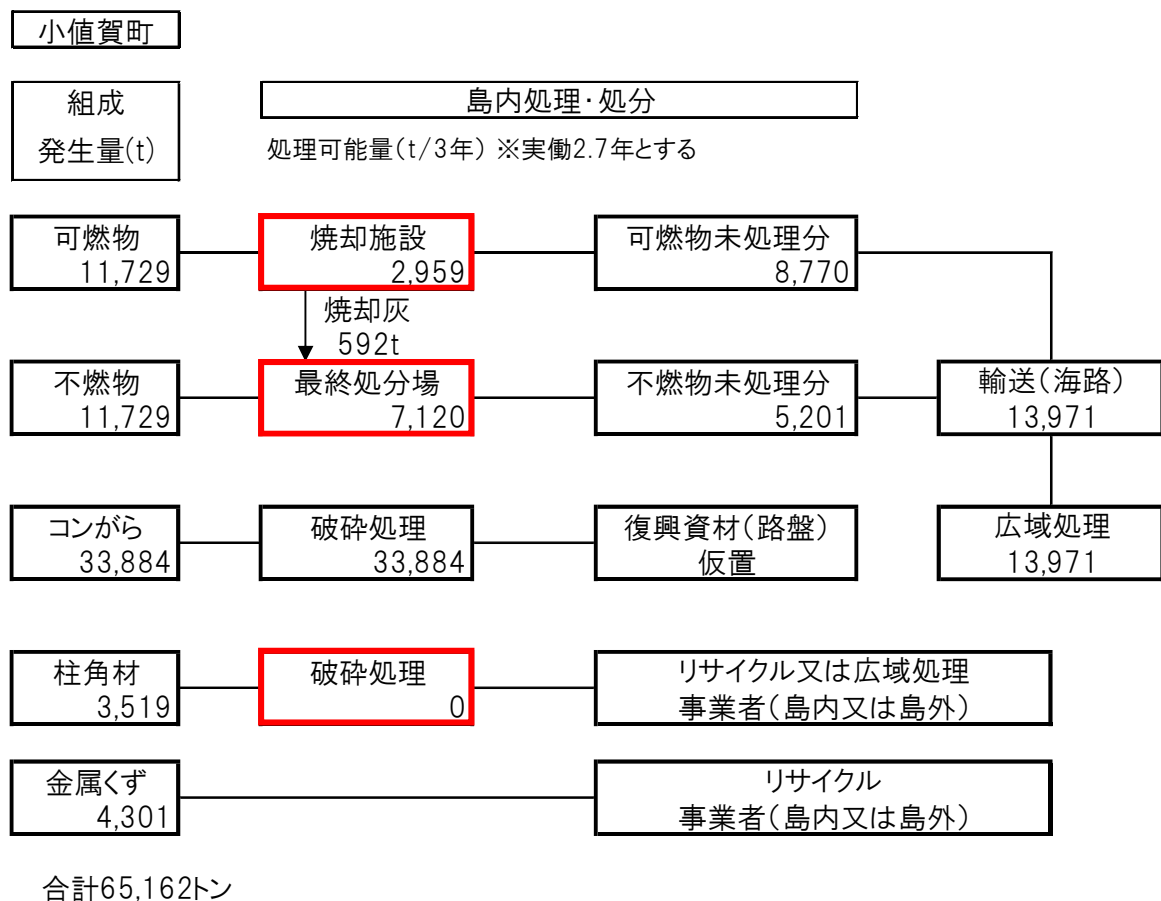 小値賀町
組成
発生量(t)
島内処理・処分
処理可能量(t/3年) ※実働2.7年とする
可燃物
11,729
焼却施設
2,959
可燃物未処理分
8,770
焼却灰
592t
不燃物
11,729
最終処分場
7,120
不燃物未処理分
5,201
輸送(海路)
13,971
コンがら
33,884
破砕処理
33,884
復興資材(路盤)
仮置
広域処理
13,971
柱角材
3,519
破砕処理
0
リサイクル又は広域処理
事業者(島内又は島外)
金属くず
4,301
リサイクル
事業者(島内又は島外)
合計65,162トン